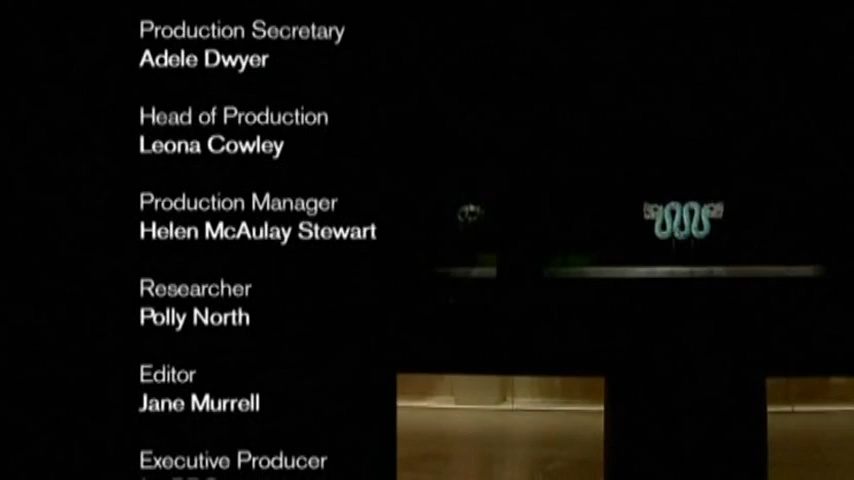 Production Secretary
Adele Dwyer
Head of Production
Leona Cowley
Production Manager
Helen McAulay Stewart
Researcher
Polly North
Editor
Jane Murrell
Executive Producer